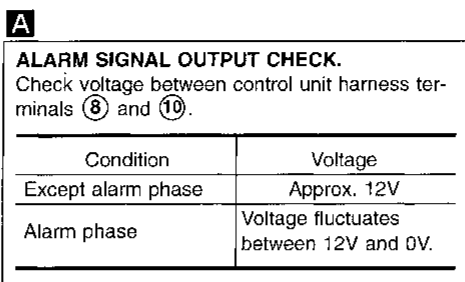 A
ALARM SIGNAL OUTPUT CHECK.
Check voltage between control unit harness ter-
minals ⑧ and ⑩.
Condition Voltage
Except alarm phase Approx. 12V
Alarm phase Voltage fluctuates
between 12V and 0V.